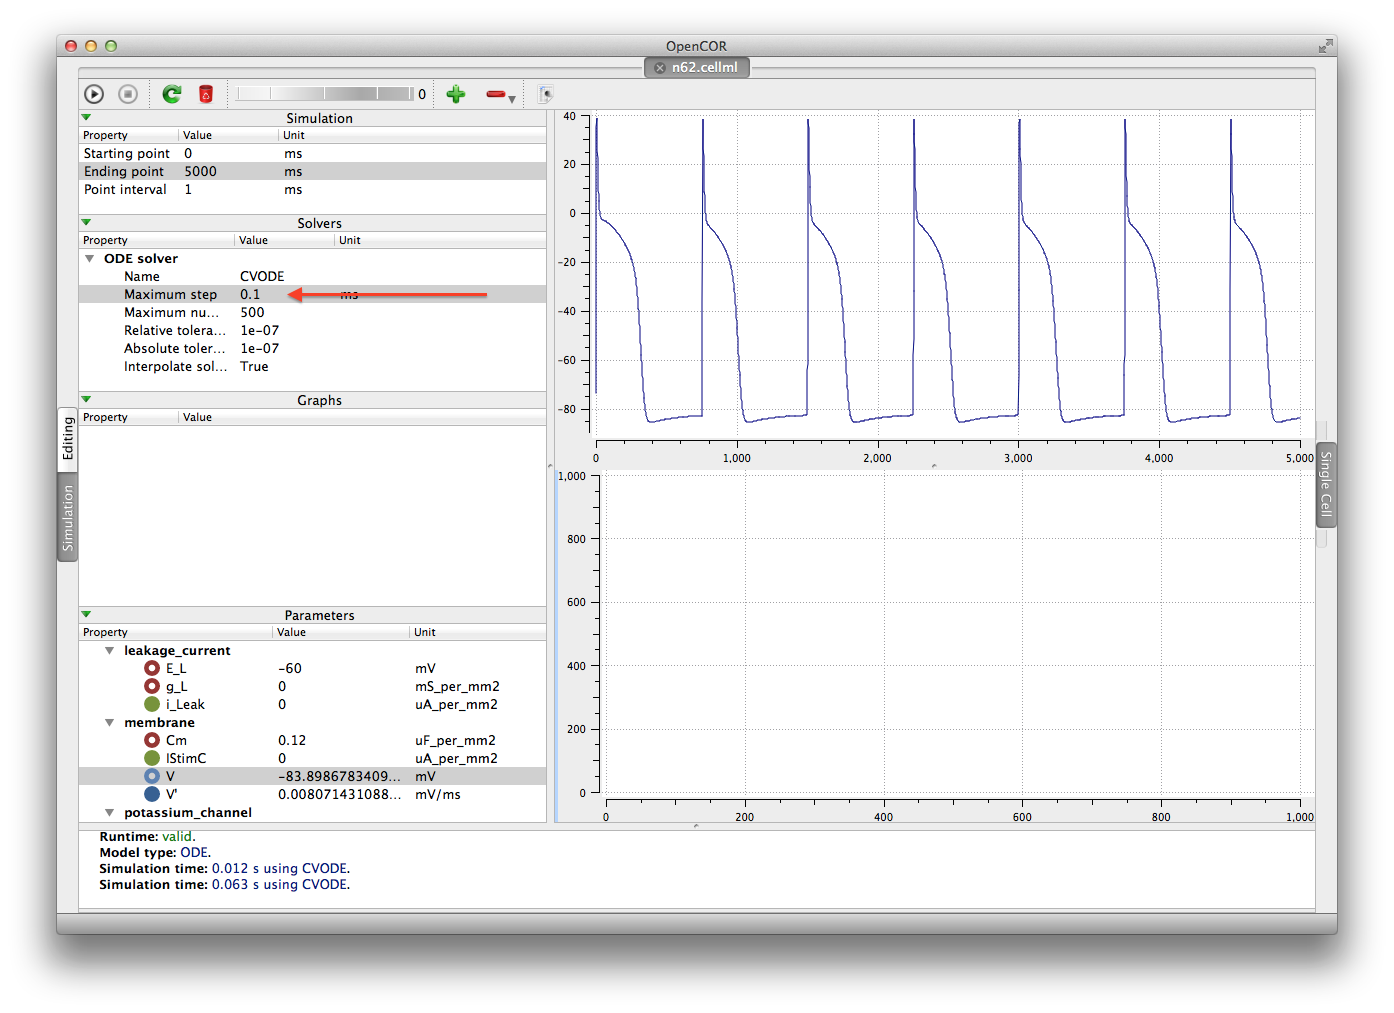 OpenCOR
n62.cellml
0
Simulation
Property Value Unit
Starting point 0 ms
Ending point 5000 ms
Point interval 1 ms
Solvers
Property Value Unit
ODE solver
Name CVODE
Maximum step 0.1 ms
Maximum nu... 500
Relative tolera... 1e-07
Absolute toler... 1e-07
Interpolate sol... True
Graphs
Property Value
Editing
Simulation
Parameters
Property Value Unit
leakage_current
E_L -60 mV
g_L 0 mS_per_mm2
i_Leak 0 uA_per_mm2
membrane
Cm 0.12 uF_per_mm2
IStimC 0 uA_per_mm2
V -83.8986783409... mV
V' 0.008071431088... mV/ms
potassium_channel
40
20
0
-20
-40
-60
-80
0 1,000 2,000 3,000 4,000 5,000
1,000
800
600
400
200
0
0 200 400 600 800 1,000
Single Cell
Runtime: valid.
Model type: ODE.
Simulation time: 0.012 s using CVODE.
Simulation time: 0.063 s using CVODE.